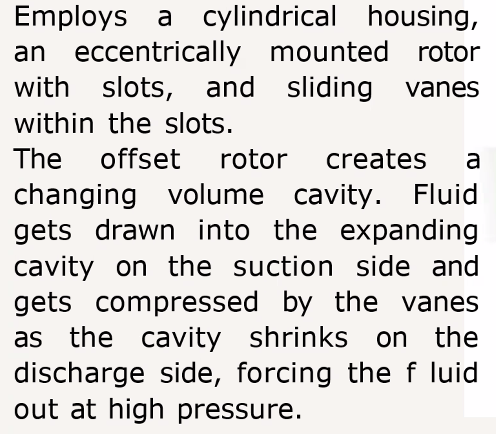 Employs a cylindrical housing,
an eccentrically mounted rotor
with slots, and sliding vanes
within the slots.
The offset rotor creates a
changing volume cavity. Fluid
gets drawn into the expanding
cavity on the suction side and
gets compressed by the vanes
as the cavity shrinks on the
discharge side, forcing the f luid
out at high pressure.